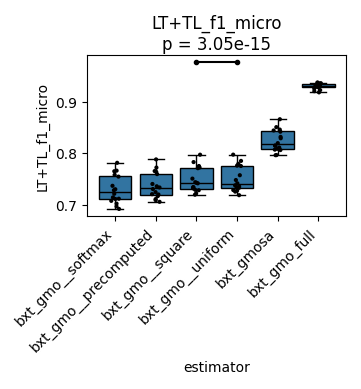 LT+TL_f1_micro
p = 3.05e-15
LT+TL_f1_micro
0.9
0.8
0.7
bxt_gmo__softmax
bxt_gmo__precomputed
bxt_gmo__square
bxt_gmo__uniform
bxt_gmosa
bxt_gmo_full
estimator